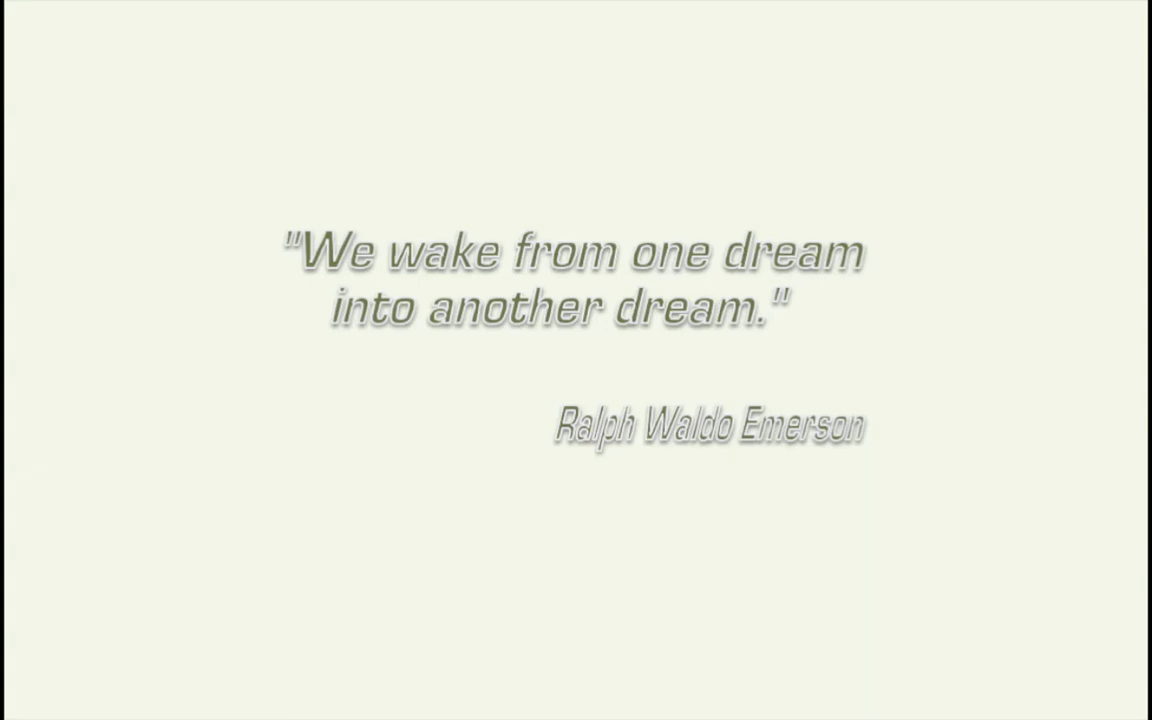 "We wake from one dream
into another dream."
Ralph Waldo Emerson